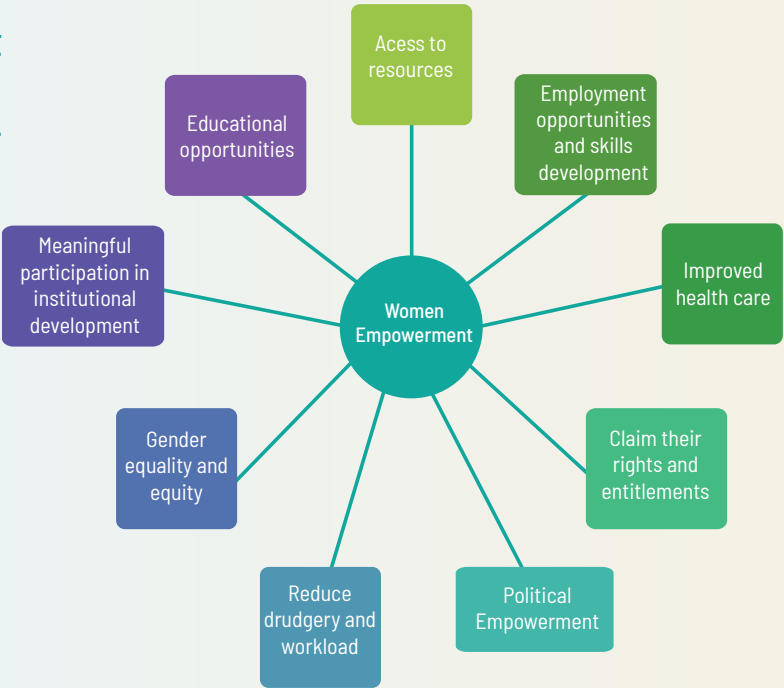 Acess to
resources
Employment
opportunities
and skills
development
Improved
health care
Claim their
rights and
entitlements
Political
Empowerment
Reduce
drudgery and
workload
Gender
equality and
equity
Meaningful
participation in
institutional
development
Educational
opportunities
Women
Empowerment